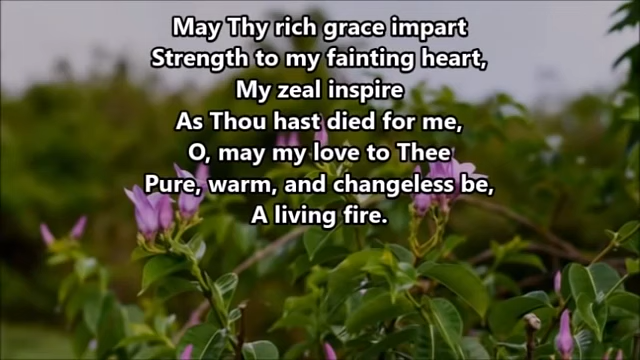 May Thy rich grace impart
Strength to my fainting heart,
My zeal inspire
As Thou hast died for me,
O, may my love to Thee
Pure, warm, and changeless be,
A living fire.